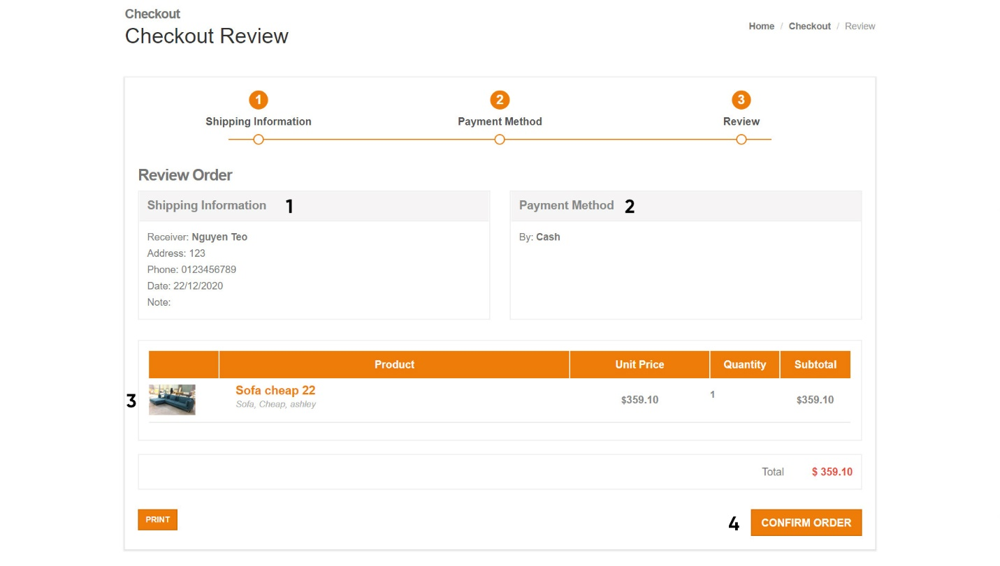 Checkout
Checkout Review
Home / Checkout / Review
1 2 3
Shipping Information Payment Method Review
Review Order
Shipping Information 1
Receiver: Nguyen Teo
Address: 123
Phone: 0123456789
Date: 22/12/2020
Note:
Payment Method 2
By: Cash
Product Unit Price Quantity Subtotal
3
Sofa cheap 22
Sofa, Cheap, ashley
$359.10 1 $359.10
Total $ 359.10
PRINT
4 CONFIRM ORDER